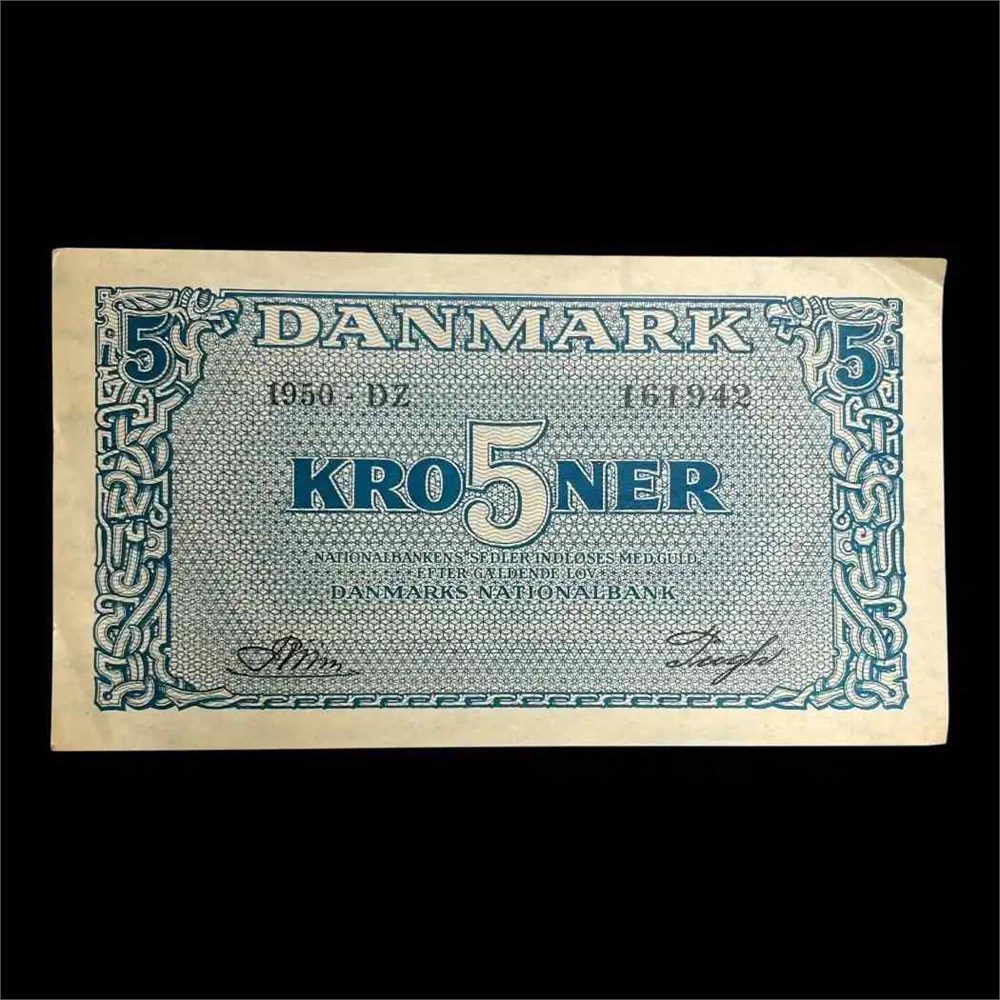 5 DANMARK 5
1950 - DZ 161942
KRO5NER
NATIONALBANKENS SEDLER INDLØSES MED GULD
EFTER GÆLDENDE LOV
DANMARKS NATIONALBANK